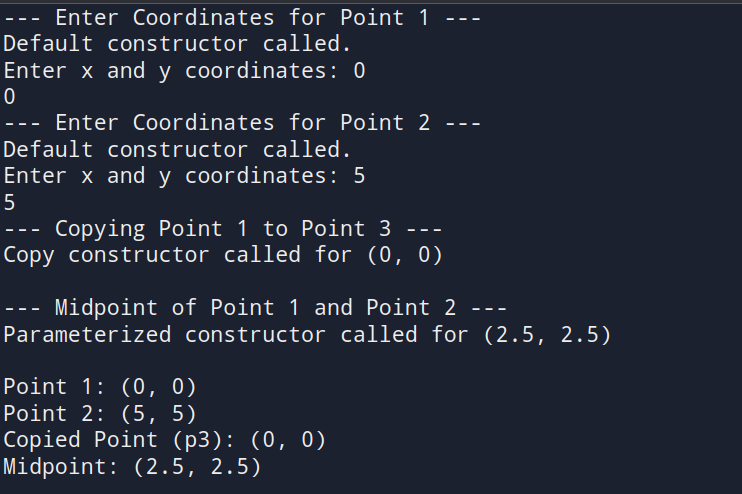 --- Enter Coordinates for Point 1 ---
Default constructor called.
Enter x and y coordinates: 0
0
--- Enter Coordinates for Point 2 ---
Default constructor called.
Enter x and y coordinates: 5
5
--- Copying Point 1 to Point 3 ---
Copy constructor called for (0, 0)
--- Midpoint of Point 1 and Point 2 ---
Parameterized constructor called for (2.5, 2.5)
Point 1: (0, 0)
Point 2: (5, 5)
Copied Point (p3): (0, 0)
Midpoint: (2.5, 2.5)